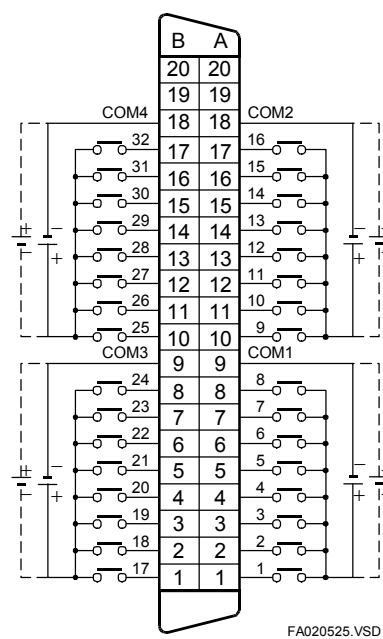 B A
20 20
19 19
COM4 18 18 COM2
32 17 17 16
31 16 16 15
30 15 15 14
29 14 14 13
28 13 13 12
27 12 12 11
26 11 11 10
25 10 10 9
COM3 9 9 COM1
24 8 8 8
23 7 7 7
22 6 6 6
21 5 5 5
20 4 4 4
19 3 3 3
18 2 2 2
17 1 1 1
FA020525.VSD